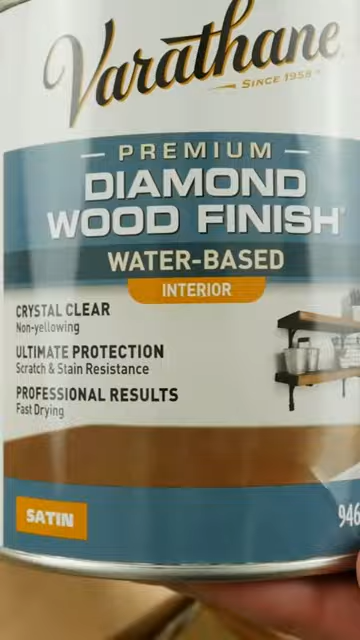 Varathane
SINCE 1958
PREMIUM
DIAMOND
WOOD FINISH
WATER-BASED
INTERIOR
CRYSTAL CLEAR
Non-yellowing
ULTIMATE PROTECTION
Scratch & Stain Resistance
PROFESSIONAL RESULTS
Fast Drying
SATIN
946